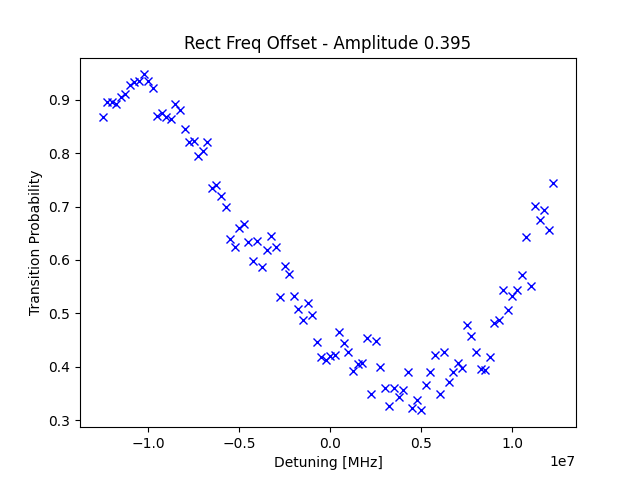 Rect Freq Offset - Amplitude 0.395
Transition Probability
0.9
0.8
0.7
0.6
0.5
0.4
0.3
−1.0 −0.5 0.0 0.5 1.0
1e7
Detuning [MHz]